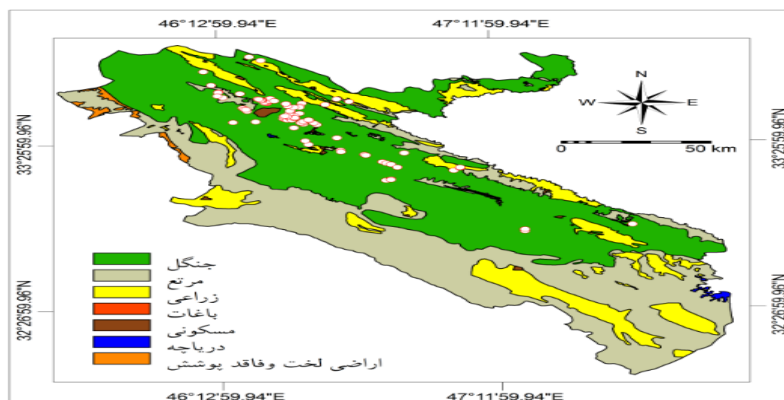 46°12'59.94"E 47°11'59.94"E
33°25'59.96"N 33°25'59.96"N
N
W E
S
0 50 km
جنگل
مرتع
زراعی
باغات
مسکونی
دریاچه
اراضی لخت وفاقد پوشش
32°26'59.96"N 32°26'59.96"N
46°12'59.94"E 47°11'59.94"E